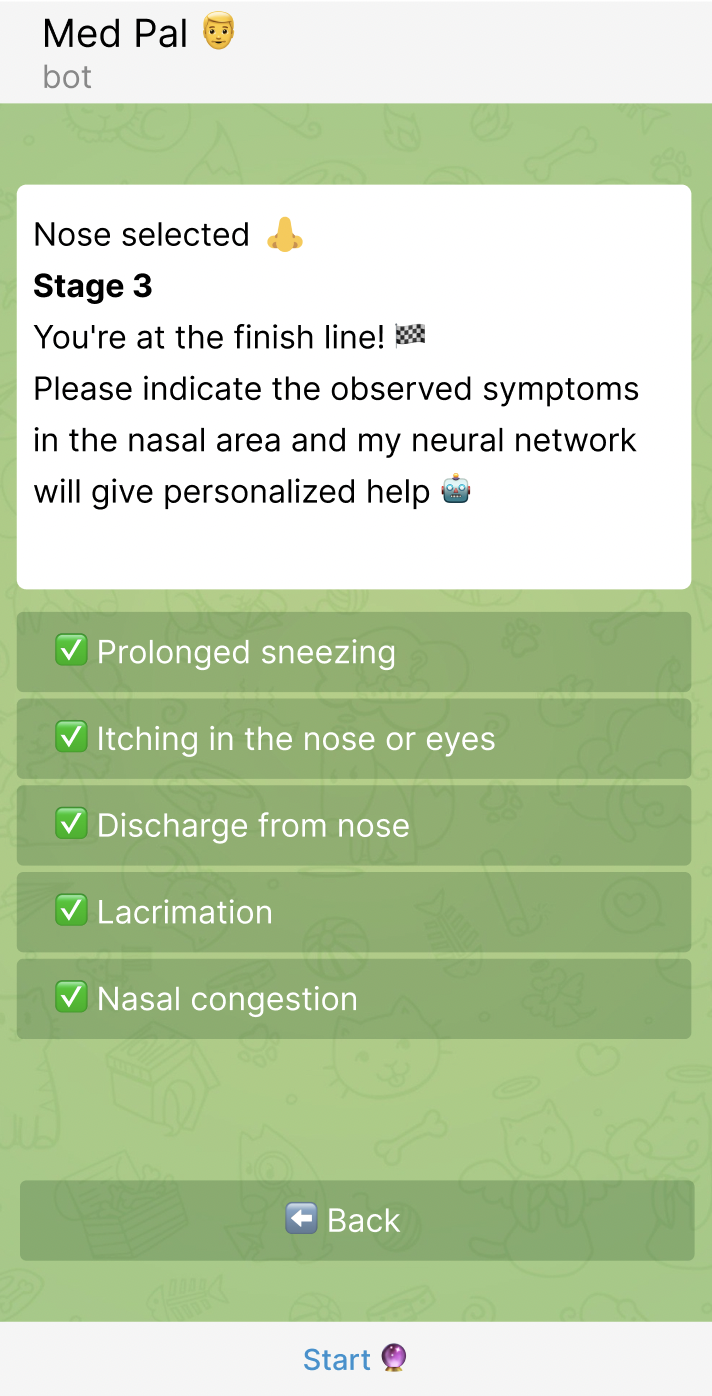 Med Pal 👨
bot
Nose selected 👃
Stage 3
You're at the finish line! 🏁
Please indicate the observed symptoms
in the nasal area and my neural network
will give personalized help 🤖
✅ Prolonged sneezing
✅ Itching in the nose or eyes
✅ Discharge from nose
✅ Lacrimation
✅ Nasal congestion
⬅️ Back
Start 🔮